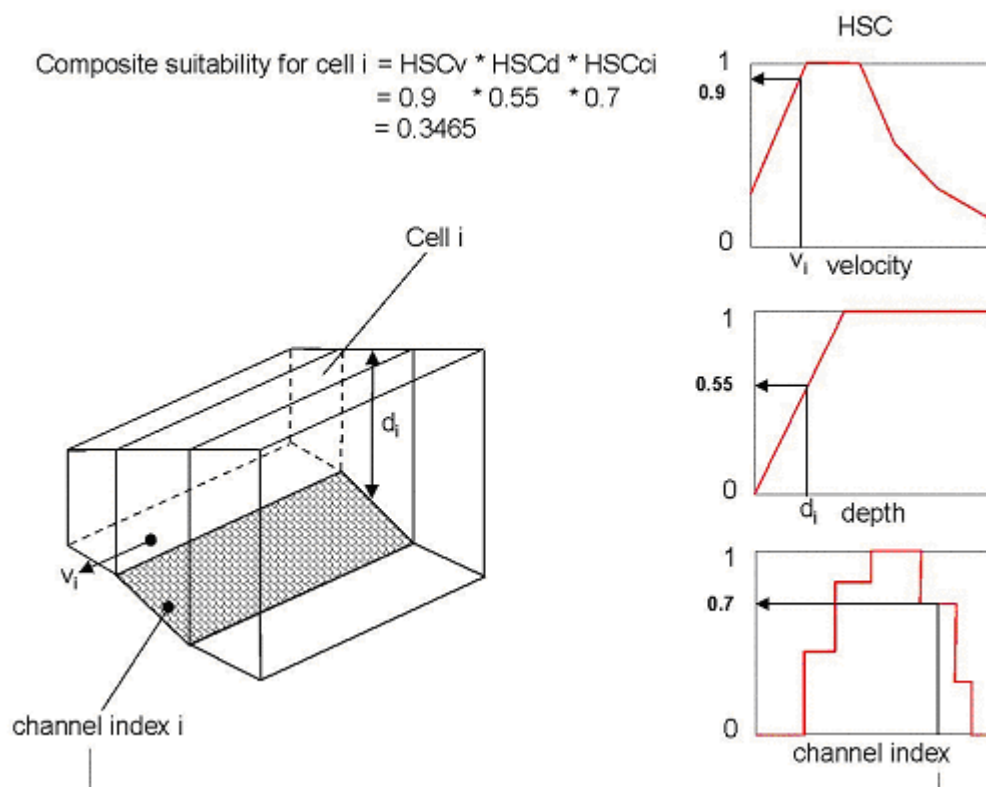 HSC
Composite suitability for cell i = HSCv * HSCd * HSCci
= 0.9 * 0.55 * 0.7
= 0.3465
1
0.9
0
vi velocity
Cell i
di
vi
channel index i
1
0.55
0
di depth
1
0.7
0
channel index